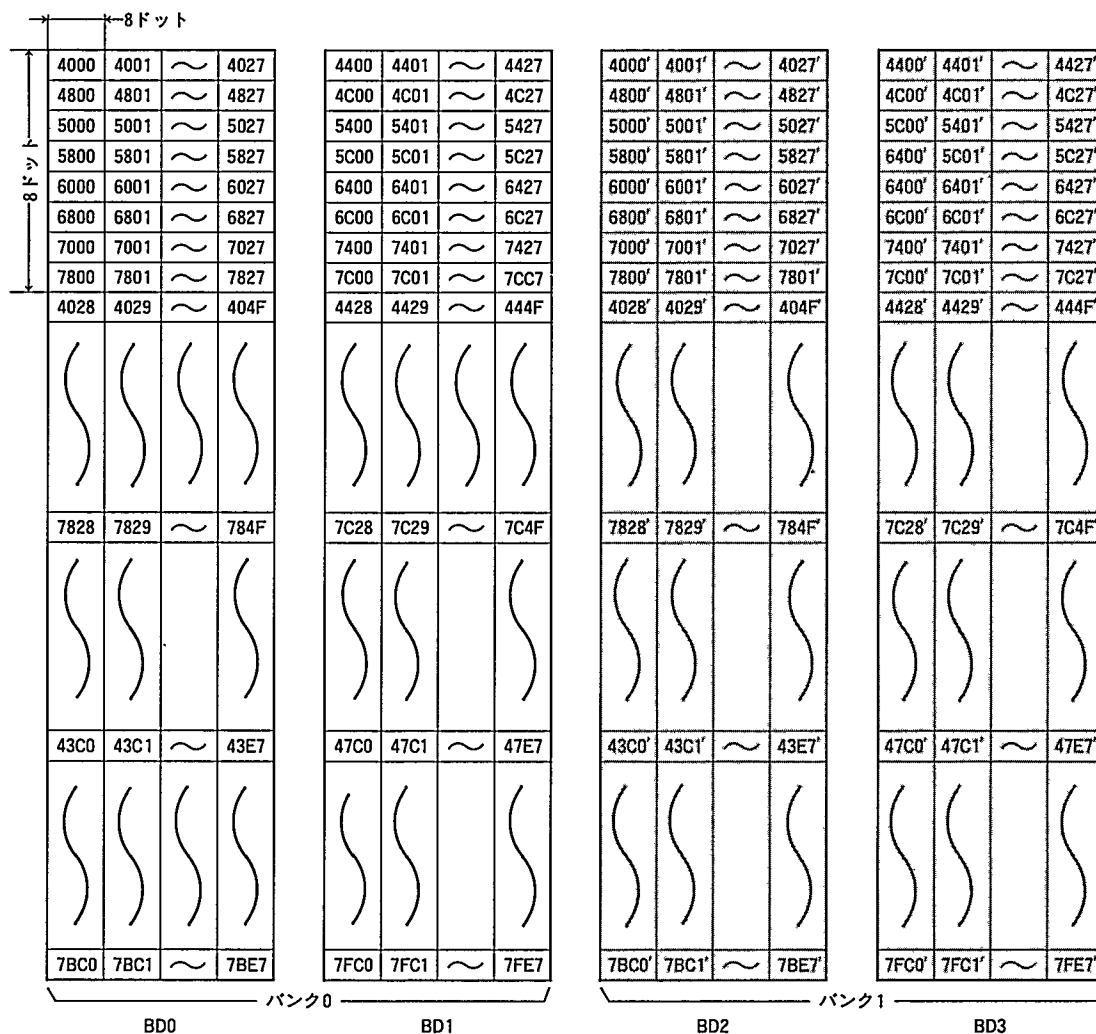 8ドット
8ドット
4000 4001 〜 4027 4400 4401 〜 4427 4000' 4001' 〜 4027' 4400' 4401' 〜 4427'
4800 4801 〜 4827 4C00 4C01 〜 4C27 4800' 4801' 〜 4827' 4C00' 4C01' 〜 4C27'
5000 5001 〜 5027 5400 5401 〜 5427 5000' 5001' 〜 5027' 5C00' 5401' 〜 5427'
5800 5801 〜 5827 5C00 5C01 〜 5C27 5800' 5801' 〜 5827' 6400' 5C01' 〜 5C27'
6000 6001 〜 6027 6400 6401 〜 6427 6000' 6001' 〜 6027' 6400' 6401' 〜 6427'
6800 6801 〜 6827 6C00 6C01 〜 6C27 6800' 6801' 〜 6827' 6C00' 6C01' 〜 6C27'
7000 7001 〜 7027 7400 7401 〜 7427 7000' 7001' 〜 7027' 7400' 7401' 〜 7427'
7800 7801 〜 7827 7C00 7C01 〜 7CC7 7800' 7801' 〜 7801' 7C00' 7C01' 〜 7C27'
4028 4029 〜 404F 4428 4429 〜 444F 4028' 4029' 〜 404F' 4428' 4429' 〜 444F'
7828 7829 〜 784F 7C28 7C29 〜 7C4F 7828' 7829' 〜 784F' 7C28' 7C29' 〜 7C4F'
43C0 43C1 〜 43E7 47C0 47C1 〜 47E7 43C0' 43C1' 〜 43E7' 47C0' 47C1' 〜 47E7'
7BC0 7BC1 〜 7BE7 7FC0 7FC1 〜 7FE7 7BC0' 7BC1' 〜 7BE7' 7FC0' 7FC1' 〜 7FE7'
バンク0 バンク1
BD0 BD1 BD2 BD3